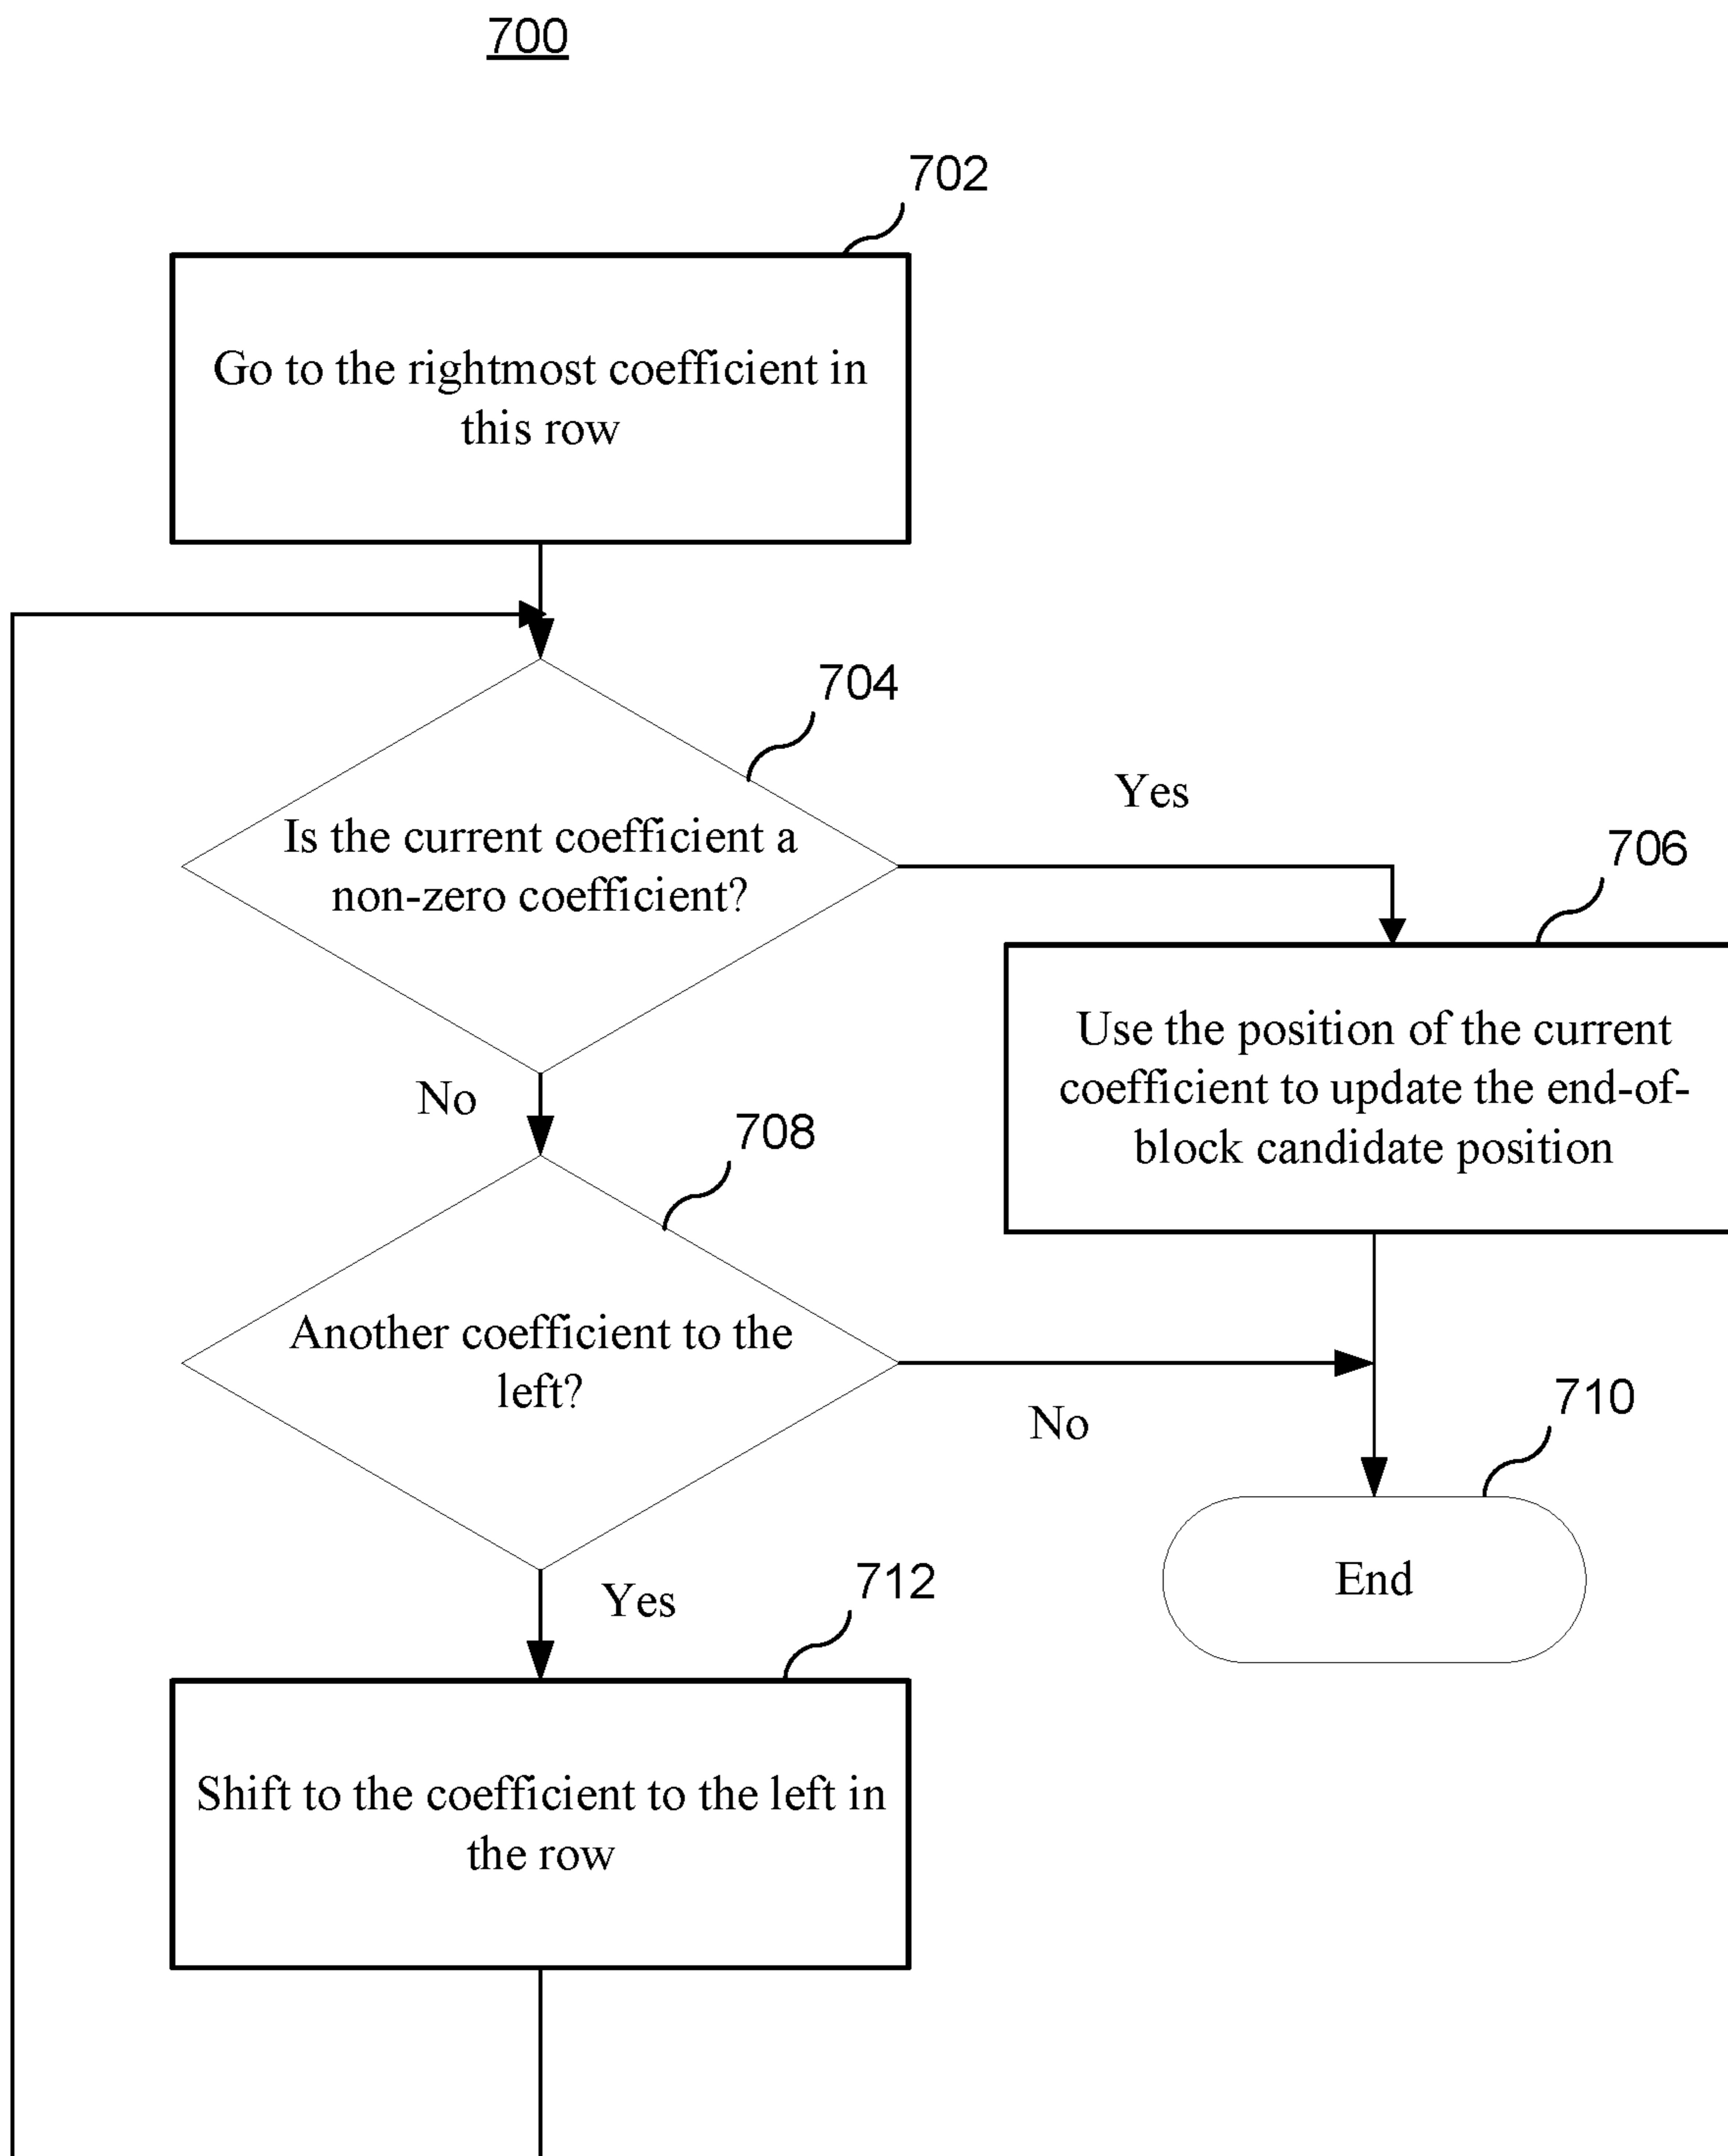 700
702
Go to the rightmost coefficient in
this row
704
Is the current coefficient a
non-zero coefficient?
Yes
706
Use the position of the current
coefficient to update the end-of-
block candidate position
No
708
Another coefficient to the
left?
No
710
End
Yes
712
Shift to the coefficient to the left in
the row